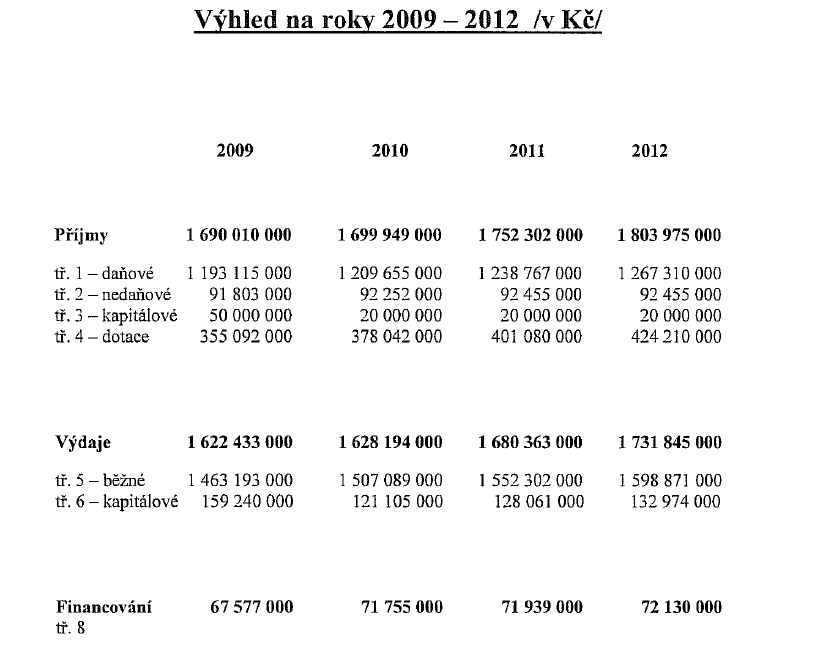 Výhled na roky 2009 – 2012 /v Kč/
2009 2010 2011 2012
Příjmy 1 690 010 000 1 699 949 000 1 752 302 000 1 803 975 000
tř. 1 – daňové 1 193 115 000 1 209 655 000 1 238 767 000 1 267 310 000
tř. 2 – nedaňové 91 803 000 92 252 000 92 455 000 92 455 000
tř. 3 – kapitálové 50 000 000 20 000 000 20 000 000 20 000 000
tř. 4 – dotace 355 092 000 378 042 000 401 080 000 424 210 000
Výdaje 1 622 433 000 1 628 194 000 1 680 363 000 1 731 845 000
tř. 5 – běžné 1 463 193 000 1 507 089 000 1 552 302 000 1 598 871 000
tř. 6 – kapitálové 159 240 000 121 105 000 128 061 000 132 974 000
Financování 67 577 000 71 755 000 71 939 000 72 130 000
tř. 8